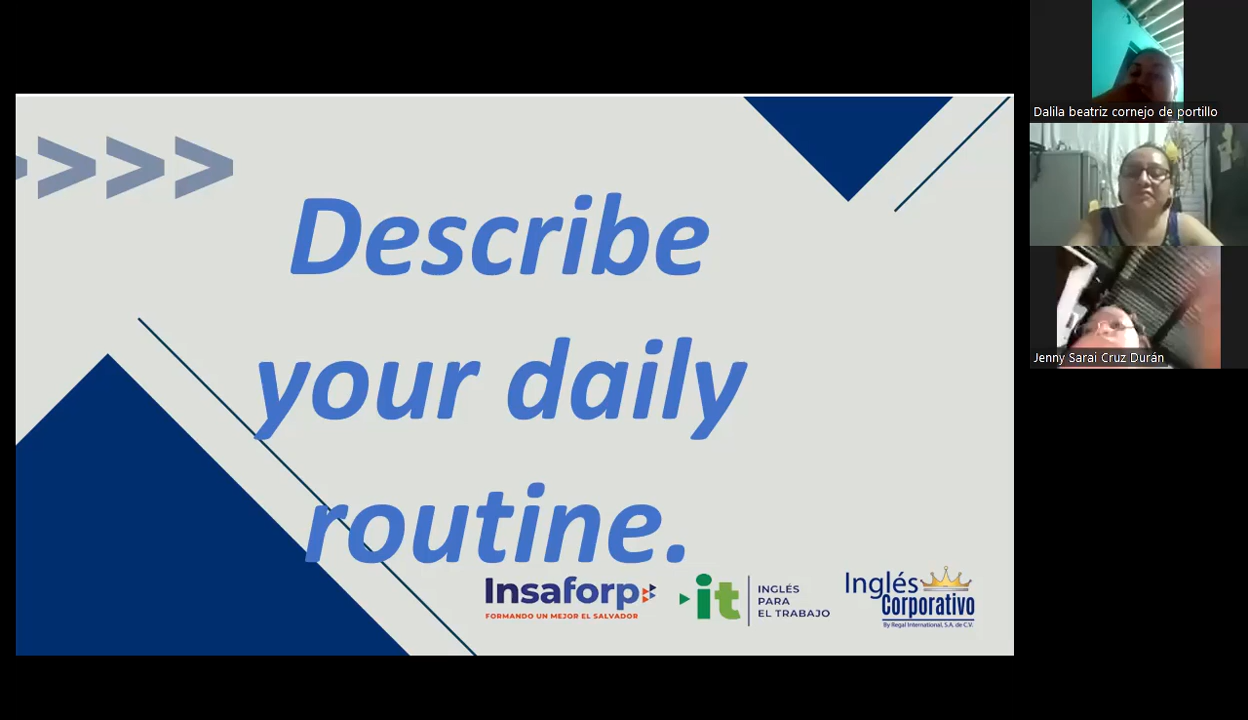 Describe
your daily
routine.
Insaforp
FORMANDO UN MEJOR EL SALVADOR
it
INGLÉS
PARA
EL TRABAJO
Inglés
Corporativo
By Regal International, S.A. de C.V.
Dalila beatriz cornejo de portillo
Jenny Sarai Cruz Durán